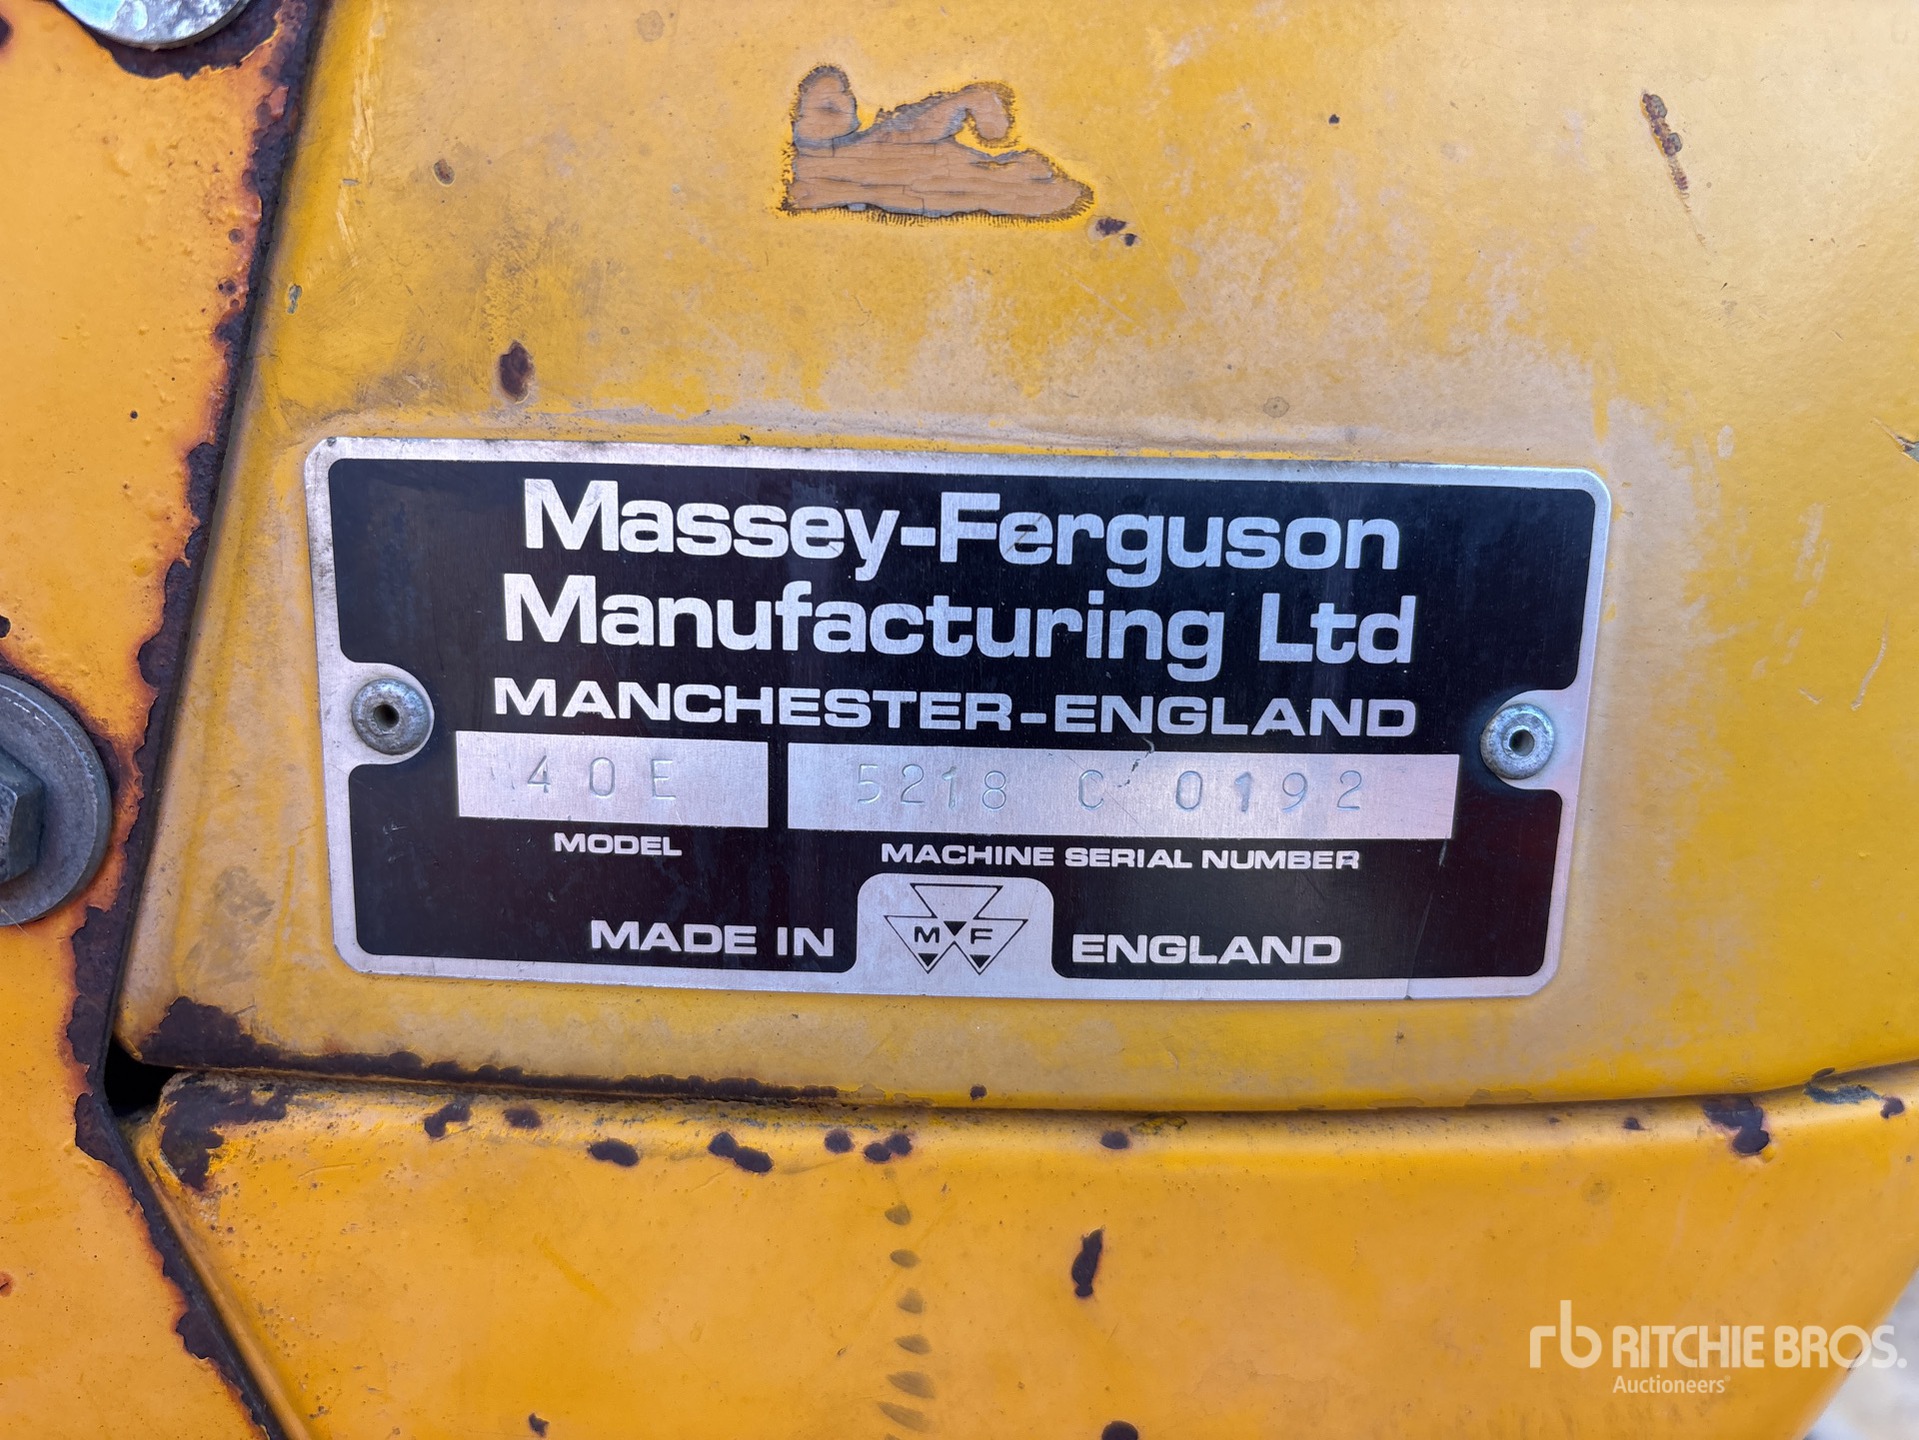 Massey-Ferguson
Manufacturing Ltd
MANCHESTER-ENGLAND
40E 5218 C 0192
MODEL MACHINE SERIAL NUMBER
MADE IN MF ENGLAND
rb RITCHIE BROS.
Auctioneers